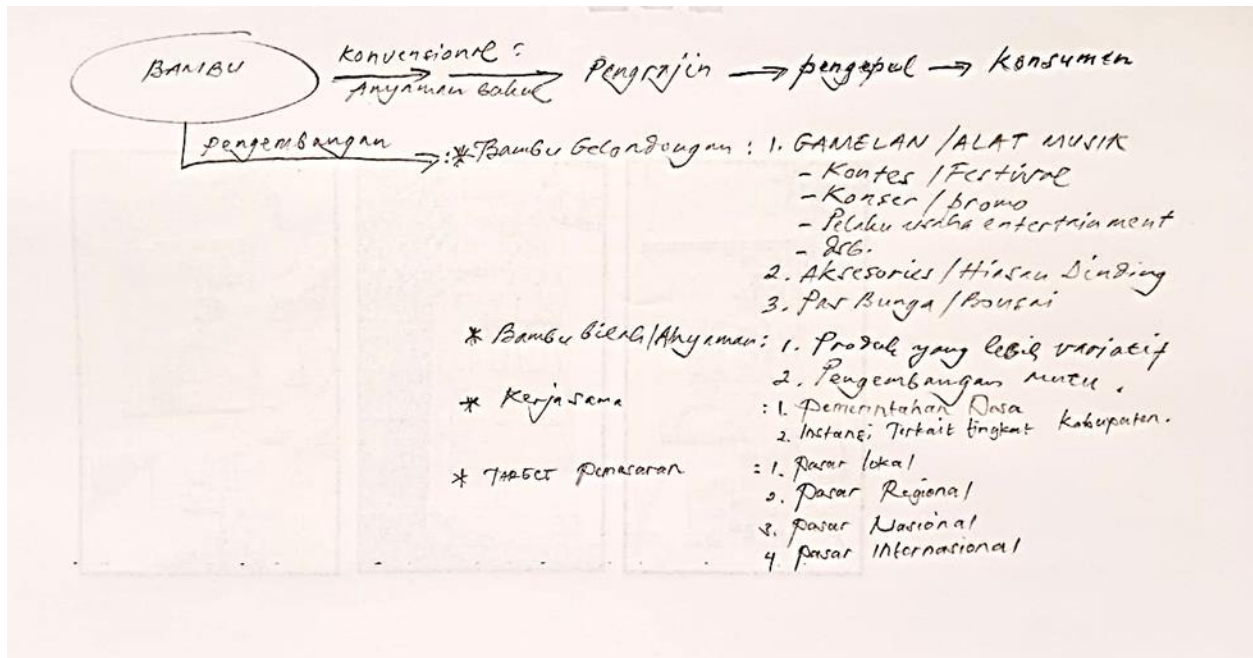 BAMBU
Konvensional :
Anyaman bakul
Pengrajin → pengepul → Konsumen
pengembangan
:* Bambu Gelondongan : 1. GAMELAN / ALAT MUSIK
- Kontes / Festival
- Konser / promo
- Pelaku usaha entertainment
- dsb.
2. Aksesories / Hiasan Dinding
3. Pas Bunga / Bonsai
* Bambu bilah / Anyaman : 1. Produk yang lebih variatif
2. Pengembangan mutu.
* Kerjasama : 1. Pemerintahan Desa
2. Instansi Terkait tingkat Kabupaten.
* TARGET Pemasaran : 1. Pasar lokal
2. Pasar Regional
3. Pasar Nasional
4 Pasar Internasional